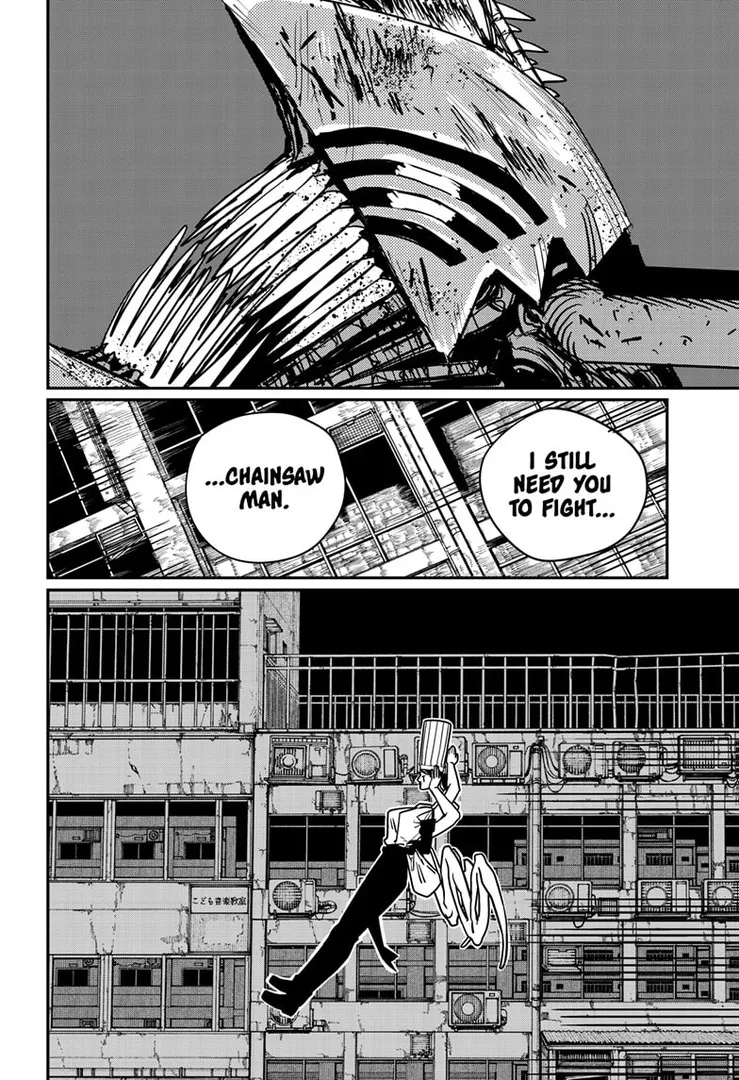 I STILL
NEED YOU
TO FIGHT...
...CHAINSAW
MAN.
こども音楽教室